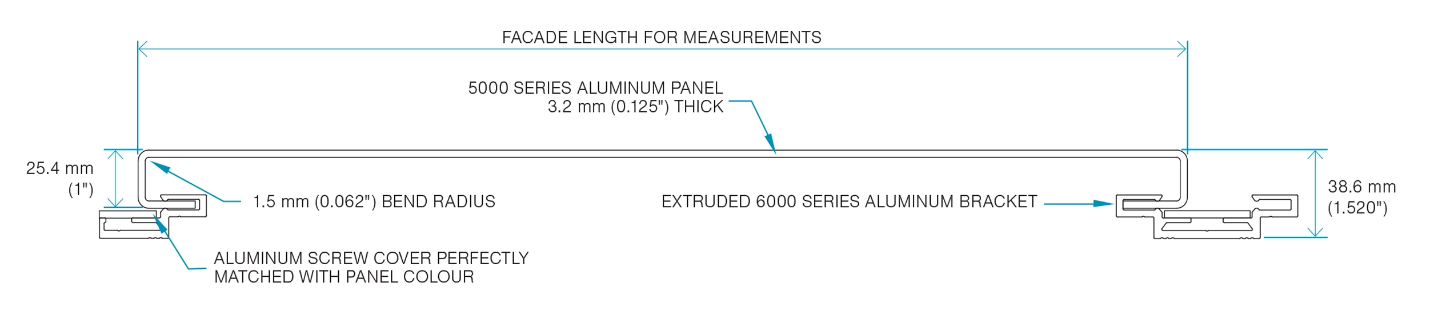 FACADE LENGTH FOR MEASUREMENTS
5000 SERIES ALUMINUM PANEL
3.2 mm (0.125") THICK
25.4 mm
(1")
1.5 mm (0.062") BEND RADIUS
EXTRUDED 6000 SERIES ALUMINUM BRACKET
38.6 mm
(1.520")
ALUMINUM SCREW COVER PERFECTLY
MATCHED WITH PANEL COLOUR